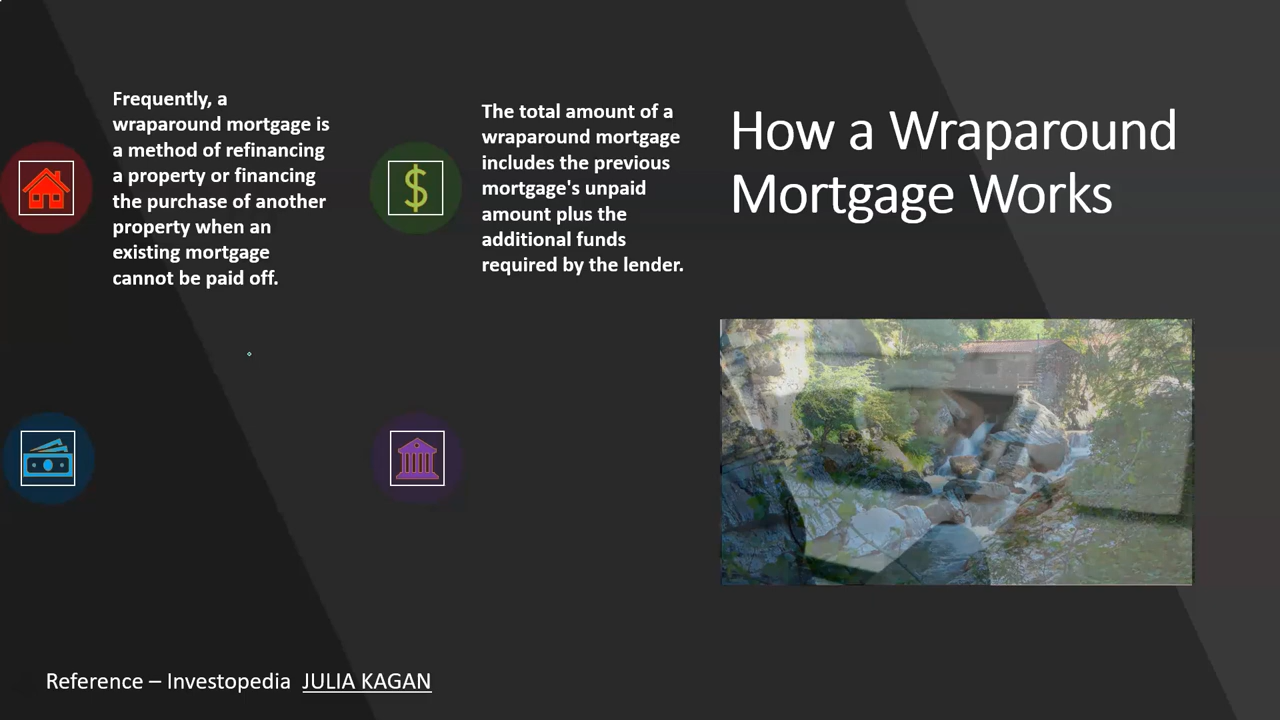 Frequently, a
wraparound mortgage is
a method of refinancing
a property or financing
the purchase of another
property when an
existing mortgage
cannot be paid off.
The total amount of a
wraparound mortgage
includes the previous
mortgage's unpaid
amount plus the
additional funds
required by the lender.
How a Wraparound
Mortgage Works
Reference – Investopedia JULIA KAGAN